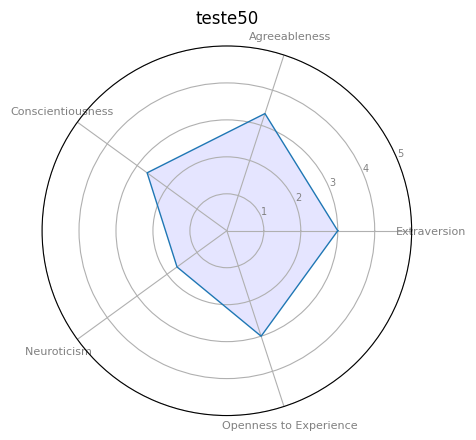 teste50
Agreeableness
Conscientiousness
5
4
3
2
1
Extraversion
Neuroticism
Openness to Experience